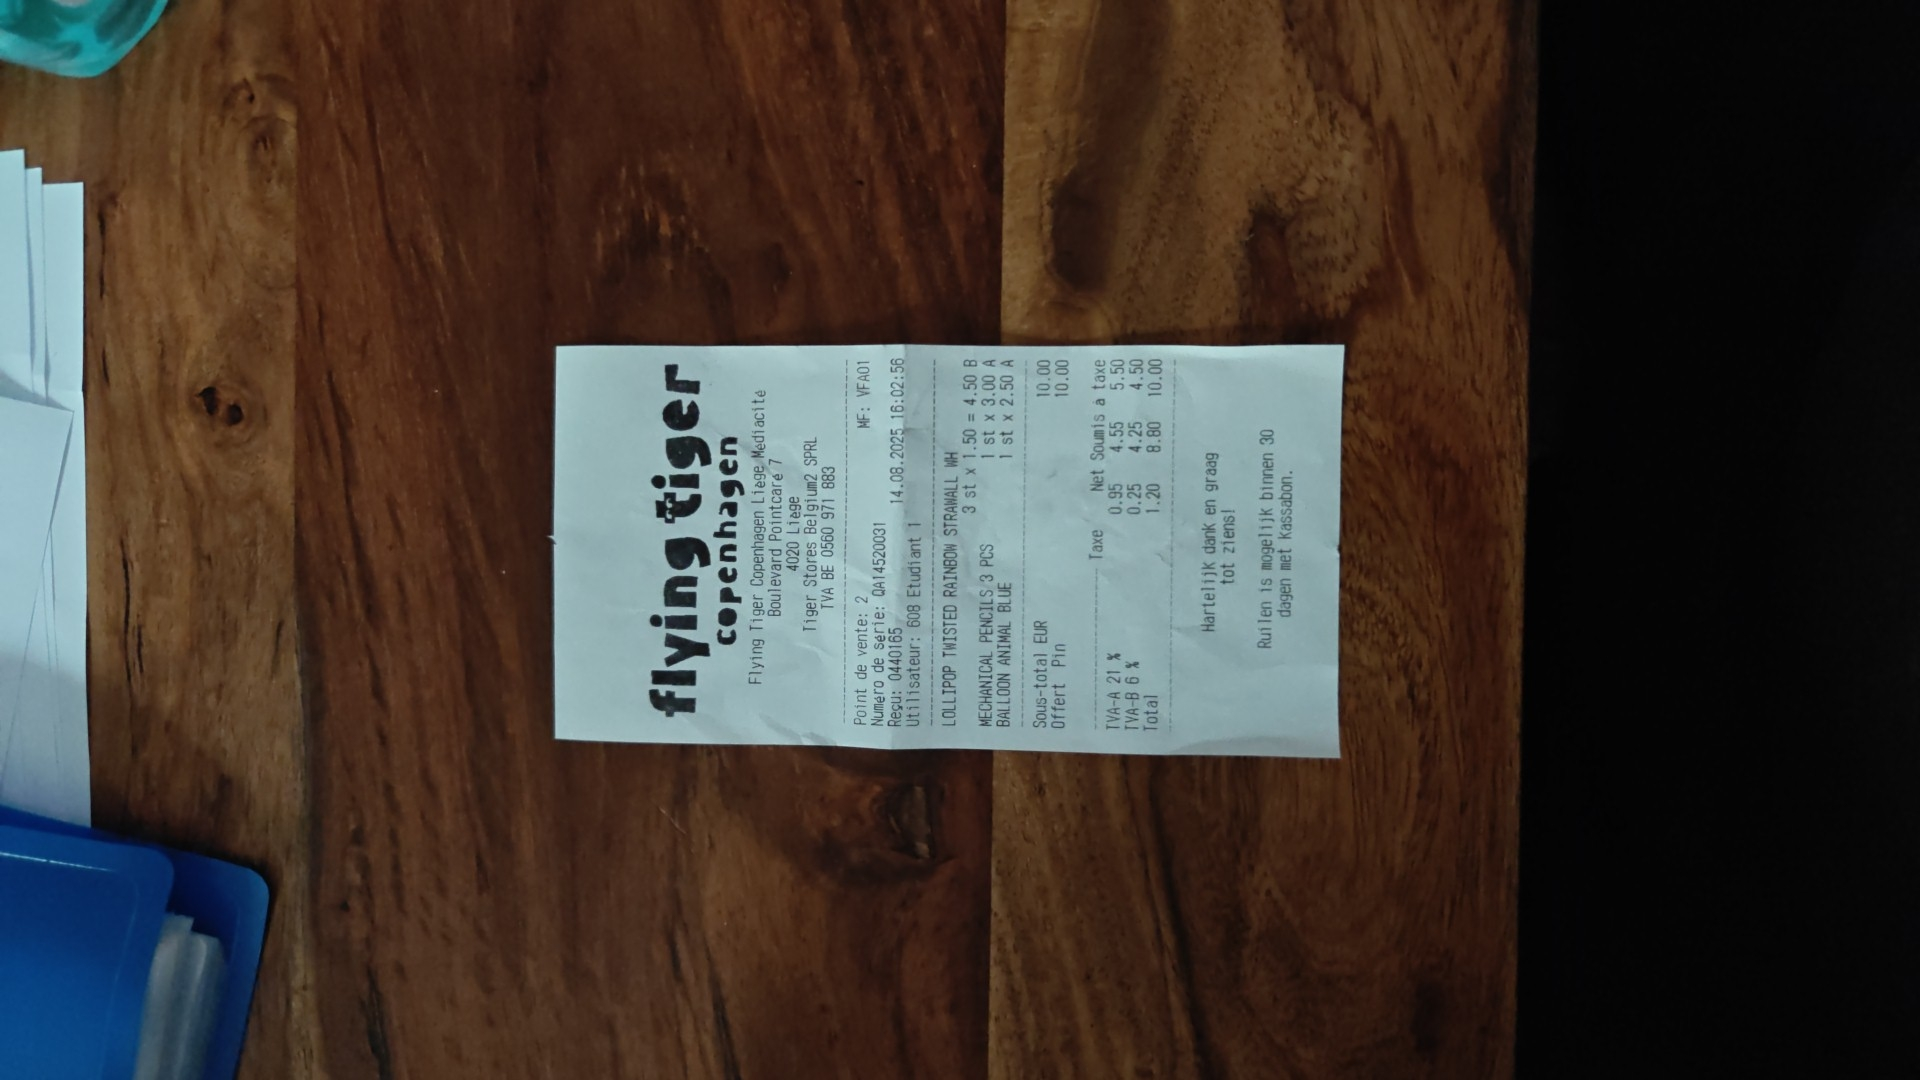 flying tiger
copenhagen
Flying Tiger Copenhagen Liège Médiacité
Boulevard Pointcaré 7
4020 Liège
Tiger Stores Belgium2 SPRL
TVA BE 0560 971 883
Point de vente: 2 MF: VFA01
Numéro de série: QA14520031
Reçu: 0440165 14.08.2025 16:02:56
Utilisateur: 608 Etudiant 1
LOLLIPOP TWISTED RAINBOW STRAWALL WH
3 st x 1.50 = 4.50 B
MECHANICAL PENCILS 3 PCS 1 st x 3.00 A
BALLOON ANIMAL BLUE 1 st x 2.50 A
Sous-total EUR 10.00
Offert Pin 10.00
Taxe Net Soumis à taxe
TVA-A 21 % 0.95 4.55 5.50
TVA-B 6 % 0.25 4.25 4.50
Total 1.20 8.80 10.00
Hartelijk dank en graag
tot ziens!
Ruilen is mogelijk binnen 30
dagen met kassabon.